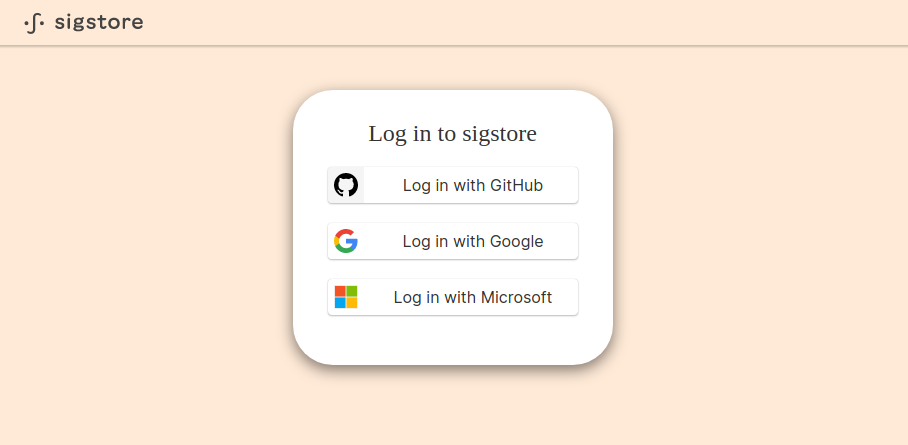 sigstore
Log in to sigstore
Log in with GitHub
Log in with Google
Log in with Microsoft